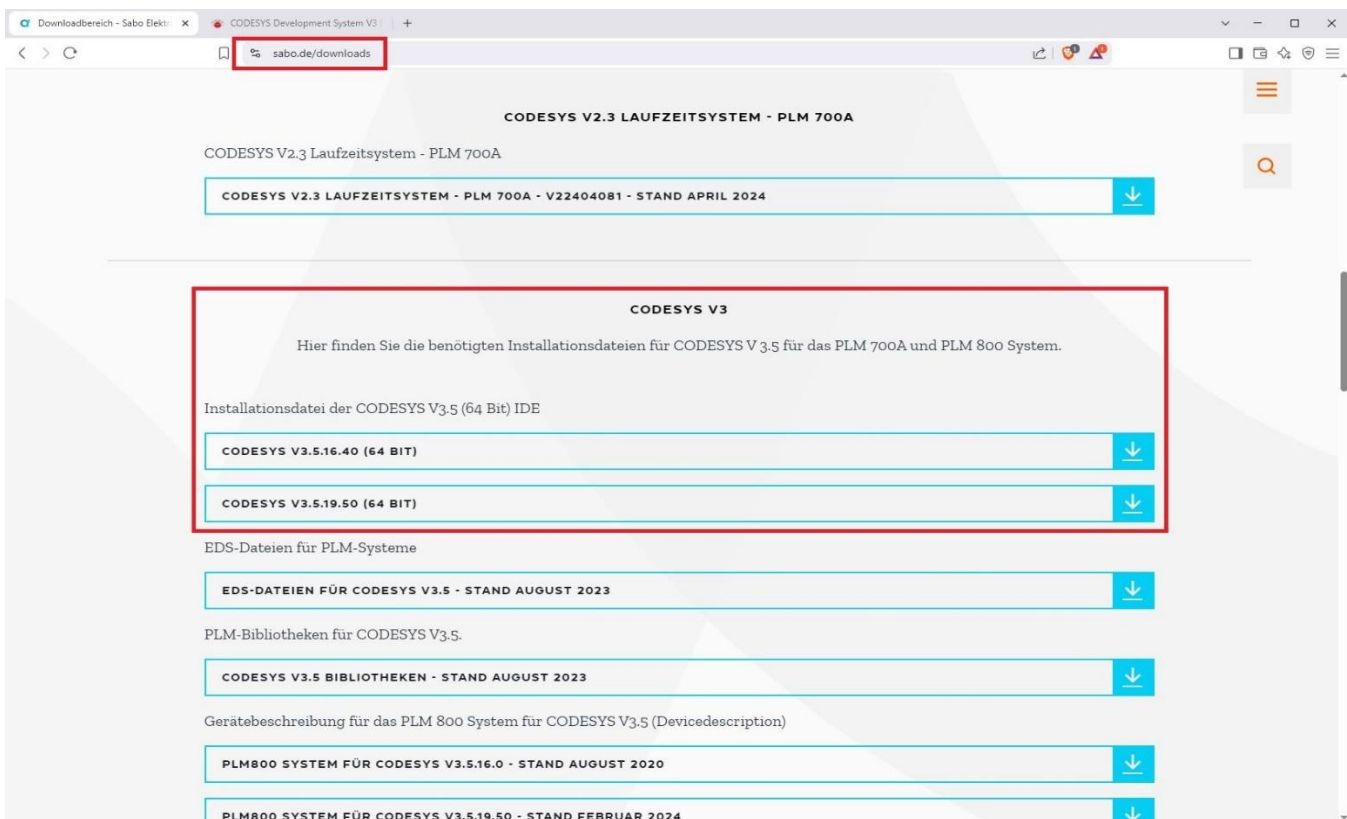 Downloadbereich - Sabo Elektr
CODESYS Development System V3
sabo.de/downloads
CODESYS V2.3 LAUFZEITSYSTEM - PLM 700A
CODESYS V2.3 Laufzeitsystem - PLM 700A
CODESYS V2.3 LAUFZEITSYSTEM - PLM 700A - V22404081 - STAND APRIL 2024
CODESYS V3
Hier finden Sie die benötigten Installationsdateien für CODESYS V 3.5 für das PLM 700A und PLM 800 System.
Installationsdatei der CODESYS V3.5 (64 Bit) IDE
CODESYS V3.5.16.40 (64 BIT)
CODESYS V3.5.19.50 (64 BIT)
EDS-Dateien für PLM-Systeme
EDS-DATEIEN FÜR CODESYS V3.5 - STAND AUGUST 2023
PLM-Bibliotheken für CODESYS V3.5.
CODESYS V3.5 BIBLIOTHEKEN - STAND AUGUST 2023
Gerätebeschreibung für das PLM 800 System für CODESYS V3.5 (Devicedescription)
PLM800 SYSTEM FÜR CODESYS V3.5.16.0 - STAND AUGUST 2020
PLM800 SYSTEM FÜR CODESYS V3.5.19.50 - STAND FEBRUAR 2024